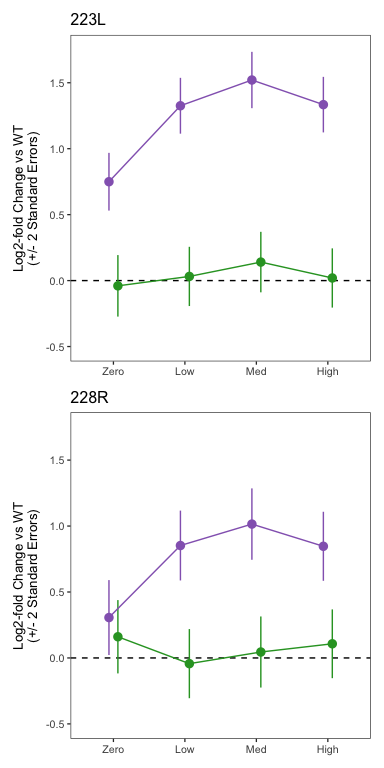 223L
Log2-fold Change vs WT
(+/- 2 Standard Errors)
1.5
1.0
0.5
0.0
-0.5
Zero Low Med High
228R
Log2-fold Change vs WT
(+/- 2 Standard Errors)
1.5
1.0
0.5
0.0
-0.5
Zero Low Med High